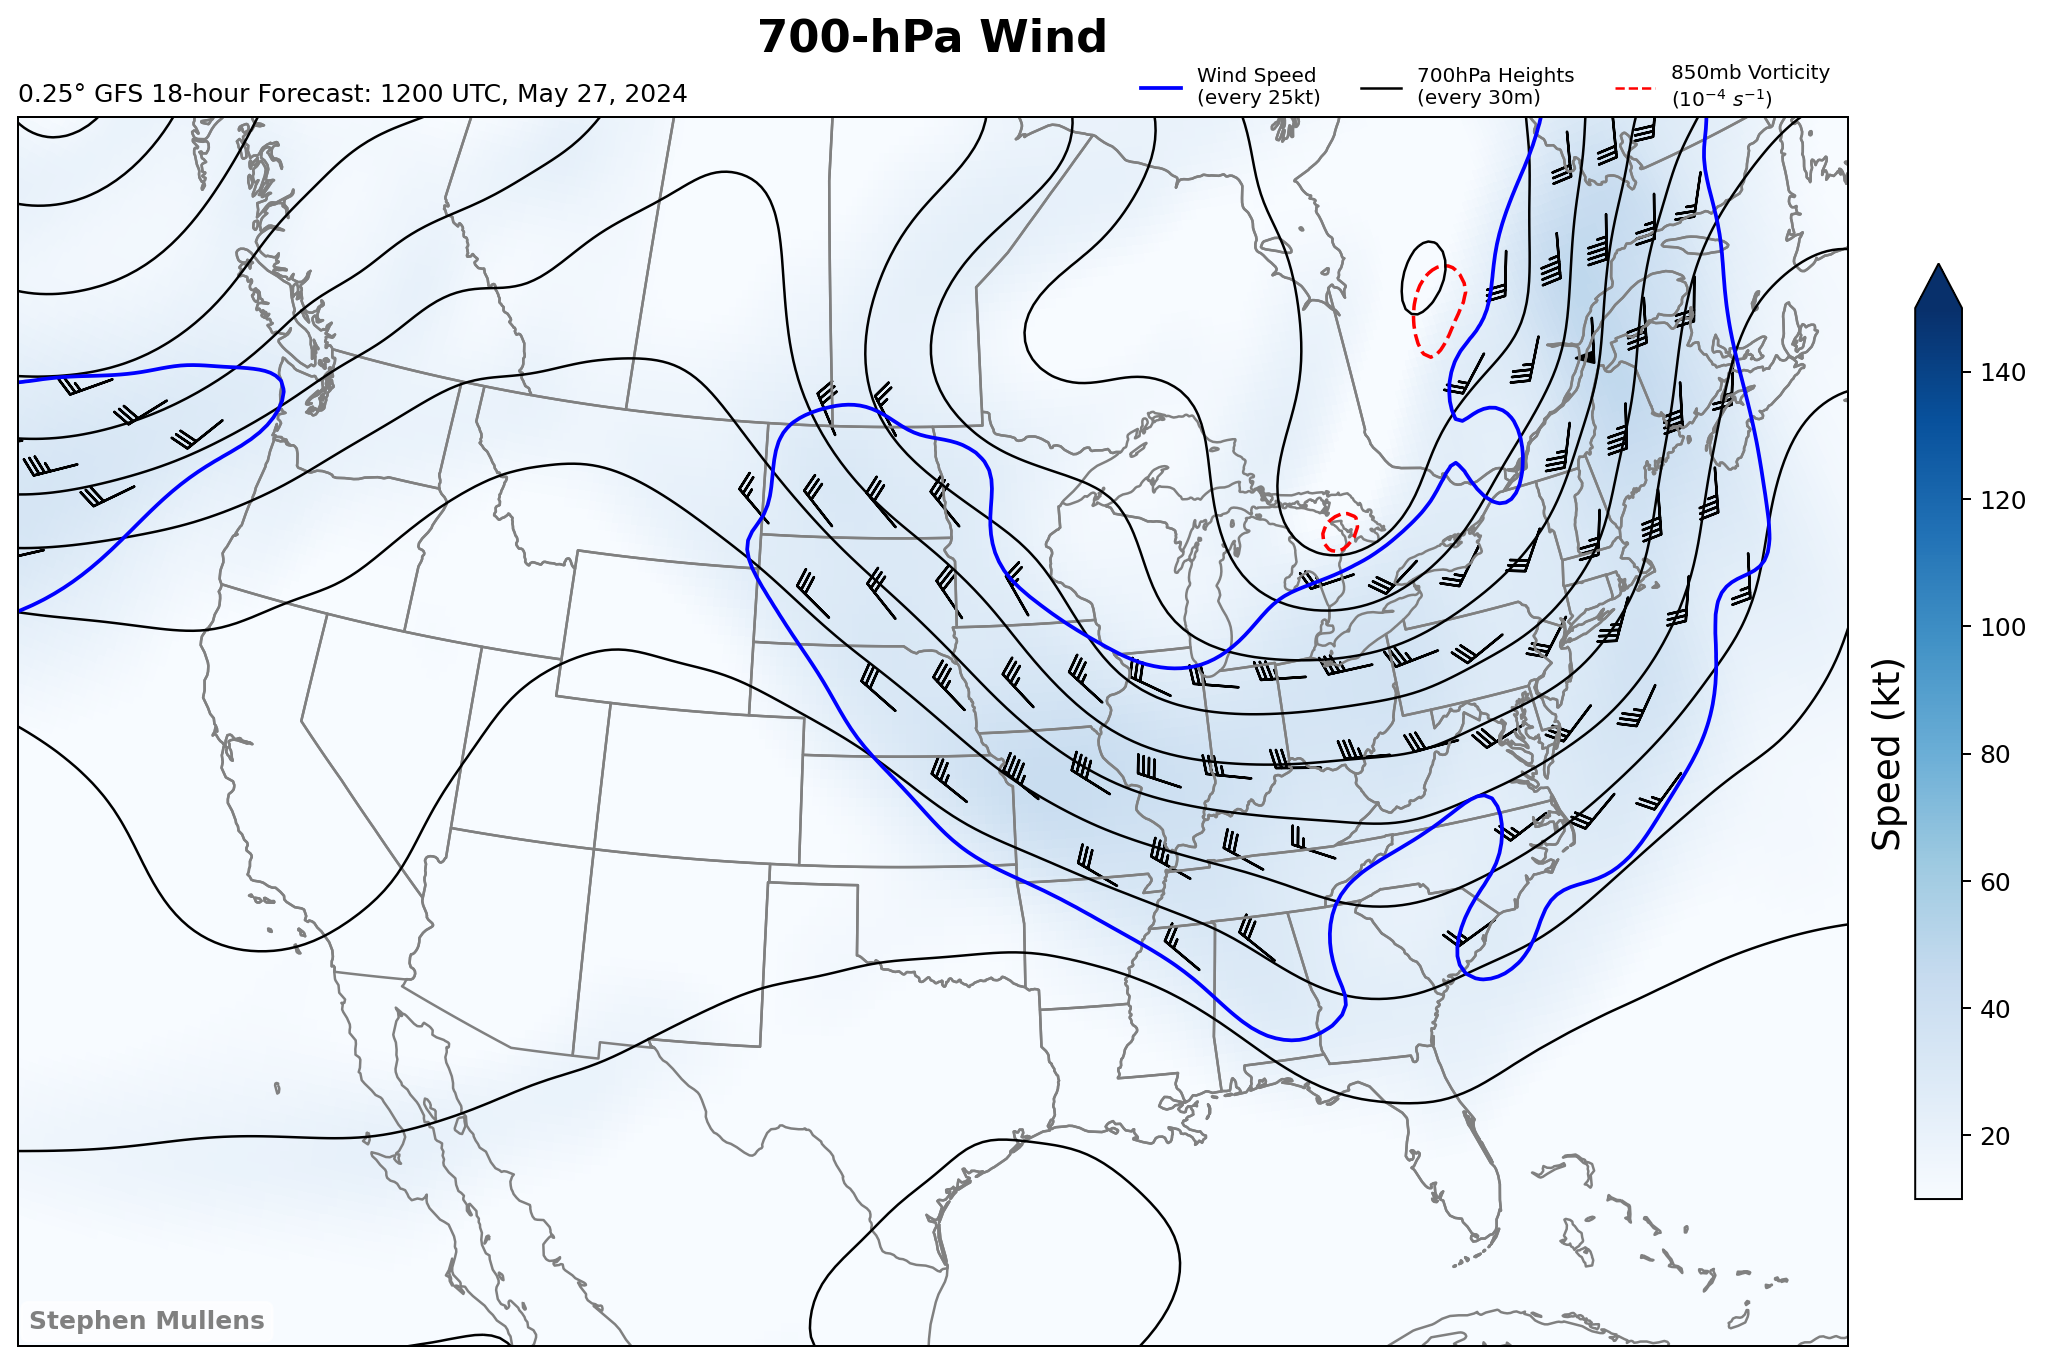 700-hPa Wind
0.25° GFS 18-hour Forecast: 1200 UTC, May 27, 2024
Wind Speed
(every 25kt)
700hPa Heights
(every 30m)
850mb Vorticity
(10⁻⁴ s⁻¹)
140
120
100
80
60
40
20
Speed (kt)
Stephen Mullens